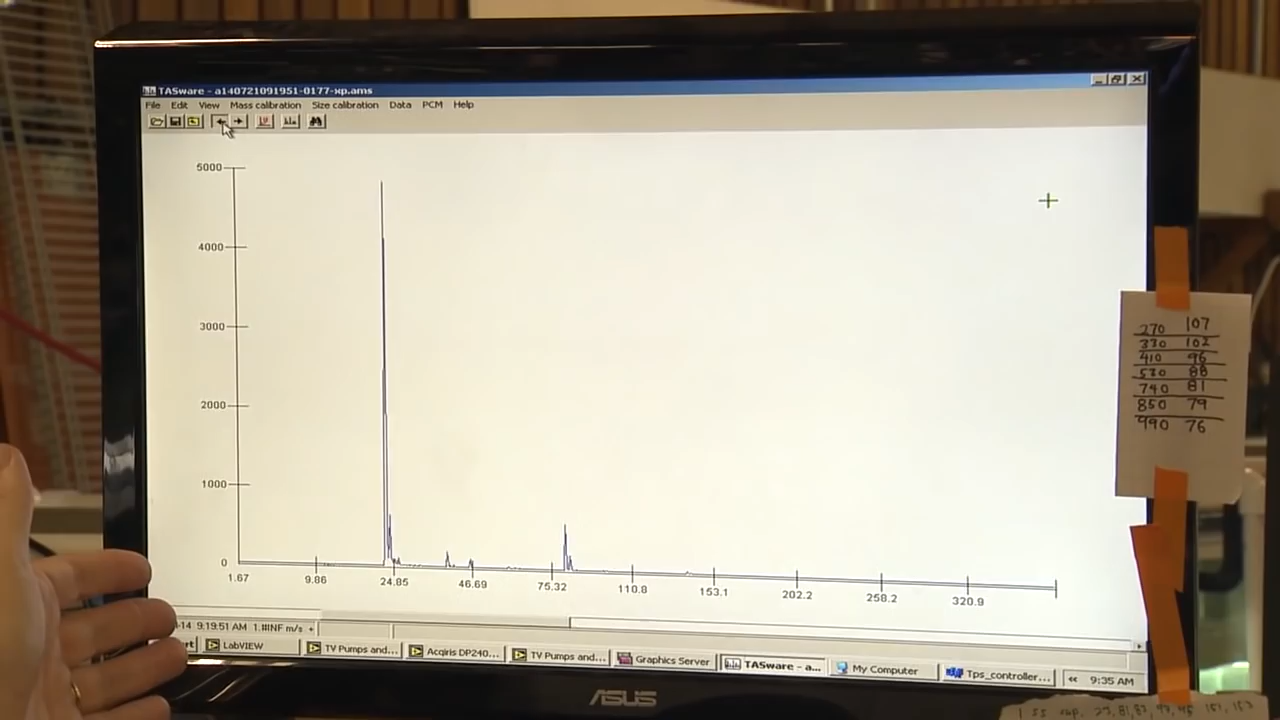 TASware - a140721091951-0177-xp.ams
File Edit View Mass calibration Size calibration Data PCM Help
5000
4000
3000
2000
1000
0
1.67 9.86 24.85 46.69 75.32 110.8 153.1 202.2 258.2 320.9
-14 9:19:51 AM 1.#INF m/s +
LabVIEW TV Pumps and... Acqiris DP240... TV Pumps and... Graphics Server TASware - a... My Computer Tps_controller... 9:35 AM
ASUS
270 107
330 102
410 96
530 88
740 81
850 79
990 76